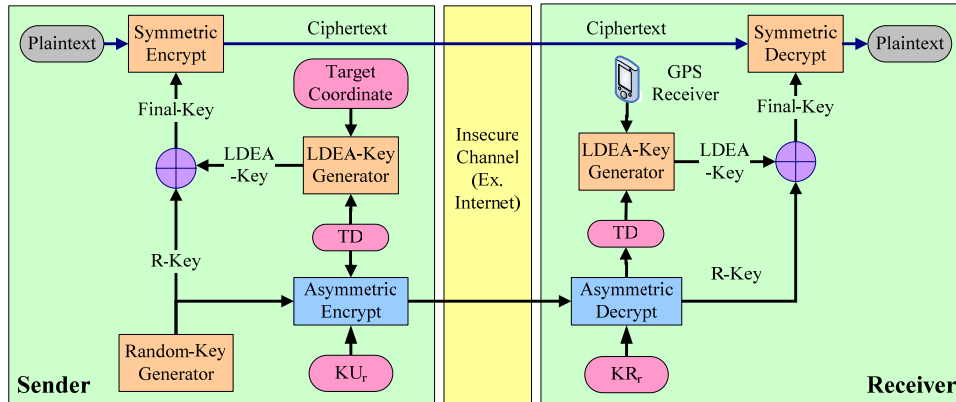 Plaintext
Symmetric
Encrypt
Ciphertext
Target
Coordinate
Final-Key
LDEA
-Key
LDEA-Key
Generator
TD
R-Key
Asymmetric
Encrypt
Random-Key
Generator
KUr
Sender
Insecure
Channel
(Ex.
Internet)
Ciphertext
Symmetric
Decrypt
Plaintext
GPS
Receiver
Final-Key
LDEA-Key
Generator
LDEA
-Key
TD
R-Key
Asymmetric
Decrypt
KRr
Receiver